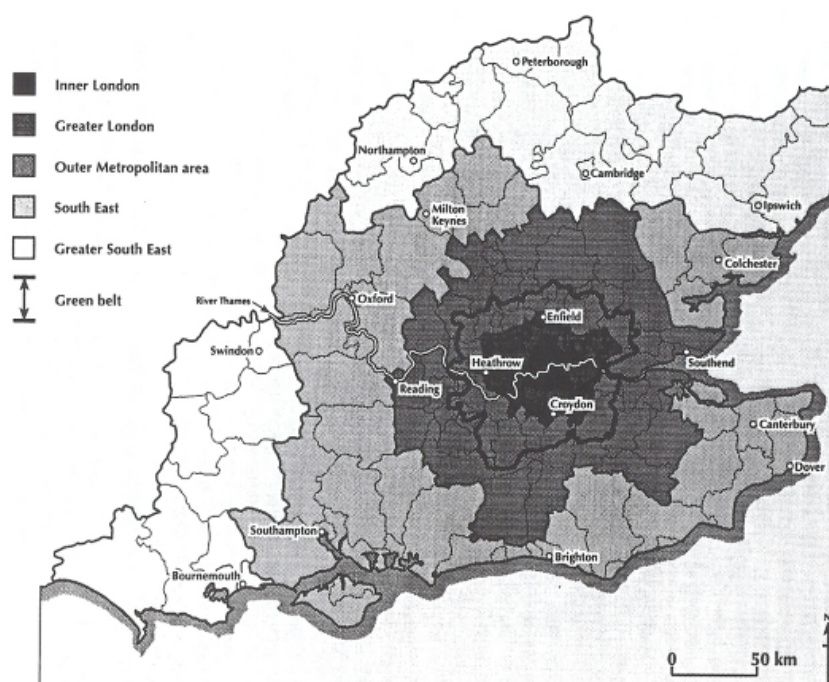 Inner London
Greater London
Outer Metropolitan area
South East
Greater South East
Green belt
Peterborough
Northampton
Cambridge
Milton
Keynes
Ipswich
Colchester
River Thames
Oxford
Enfield
Swindon
Heathrow
Southend
Reading
Croydon
Canterbury
Dover
Southampton
Brighton
Bournemouth
0 50 km